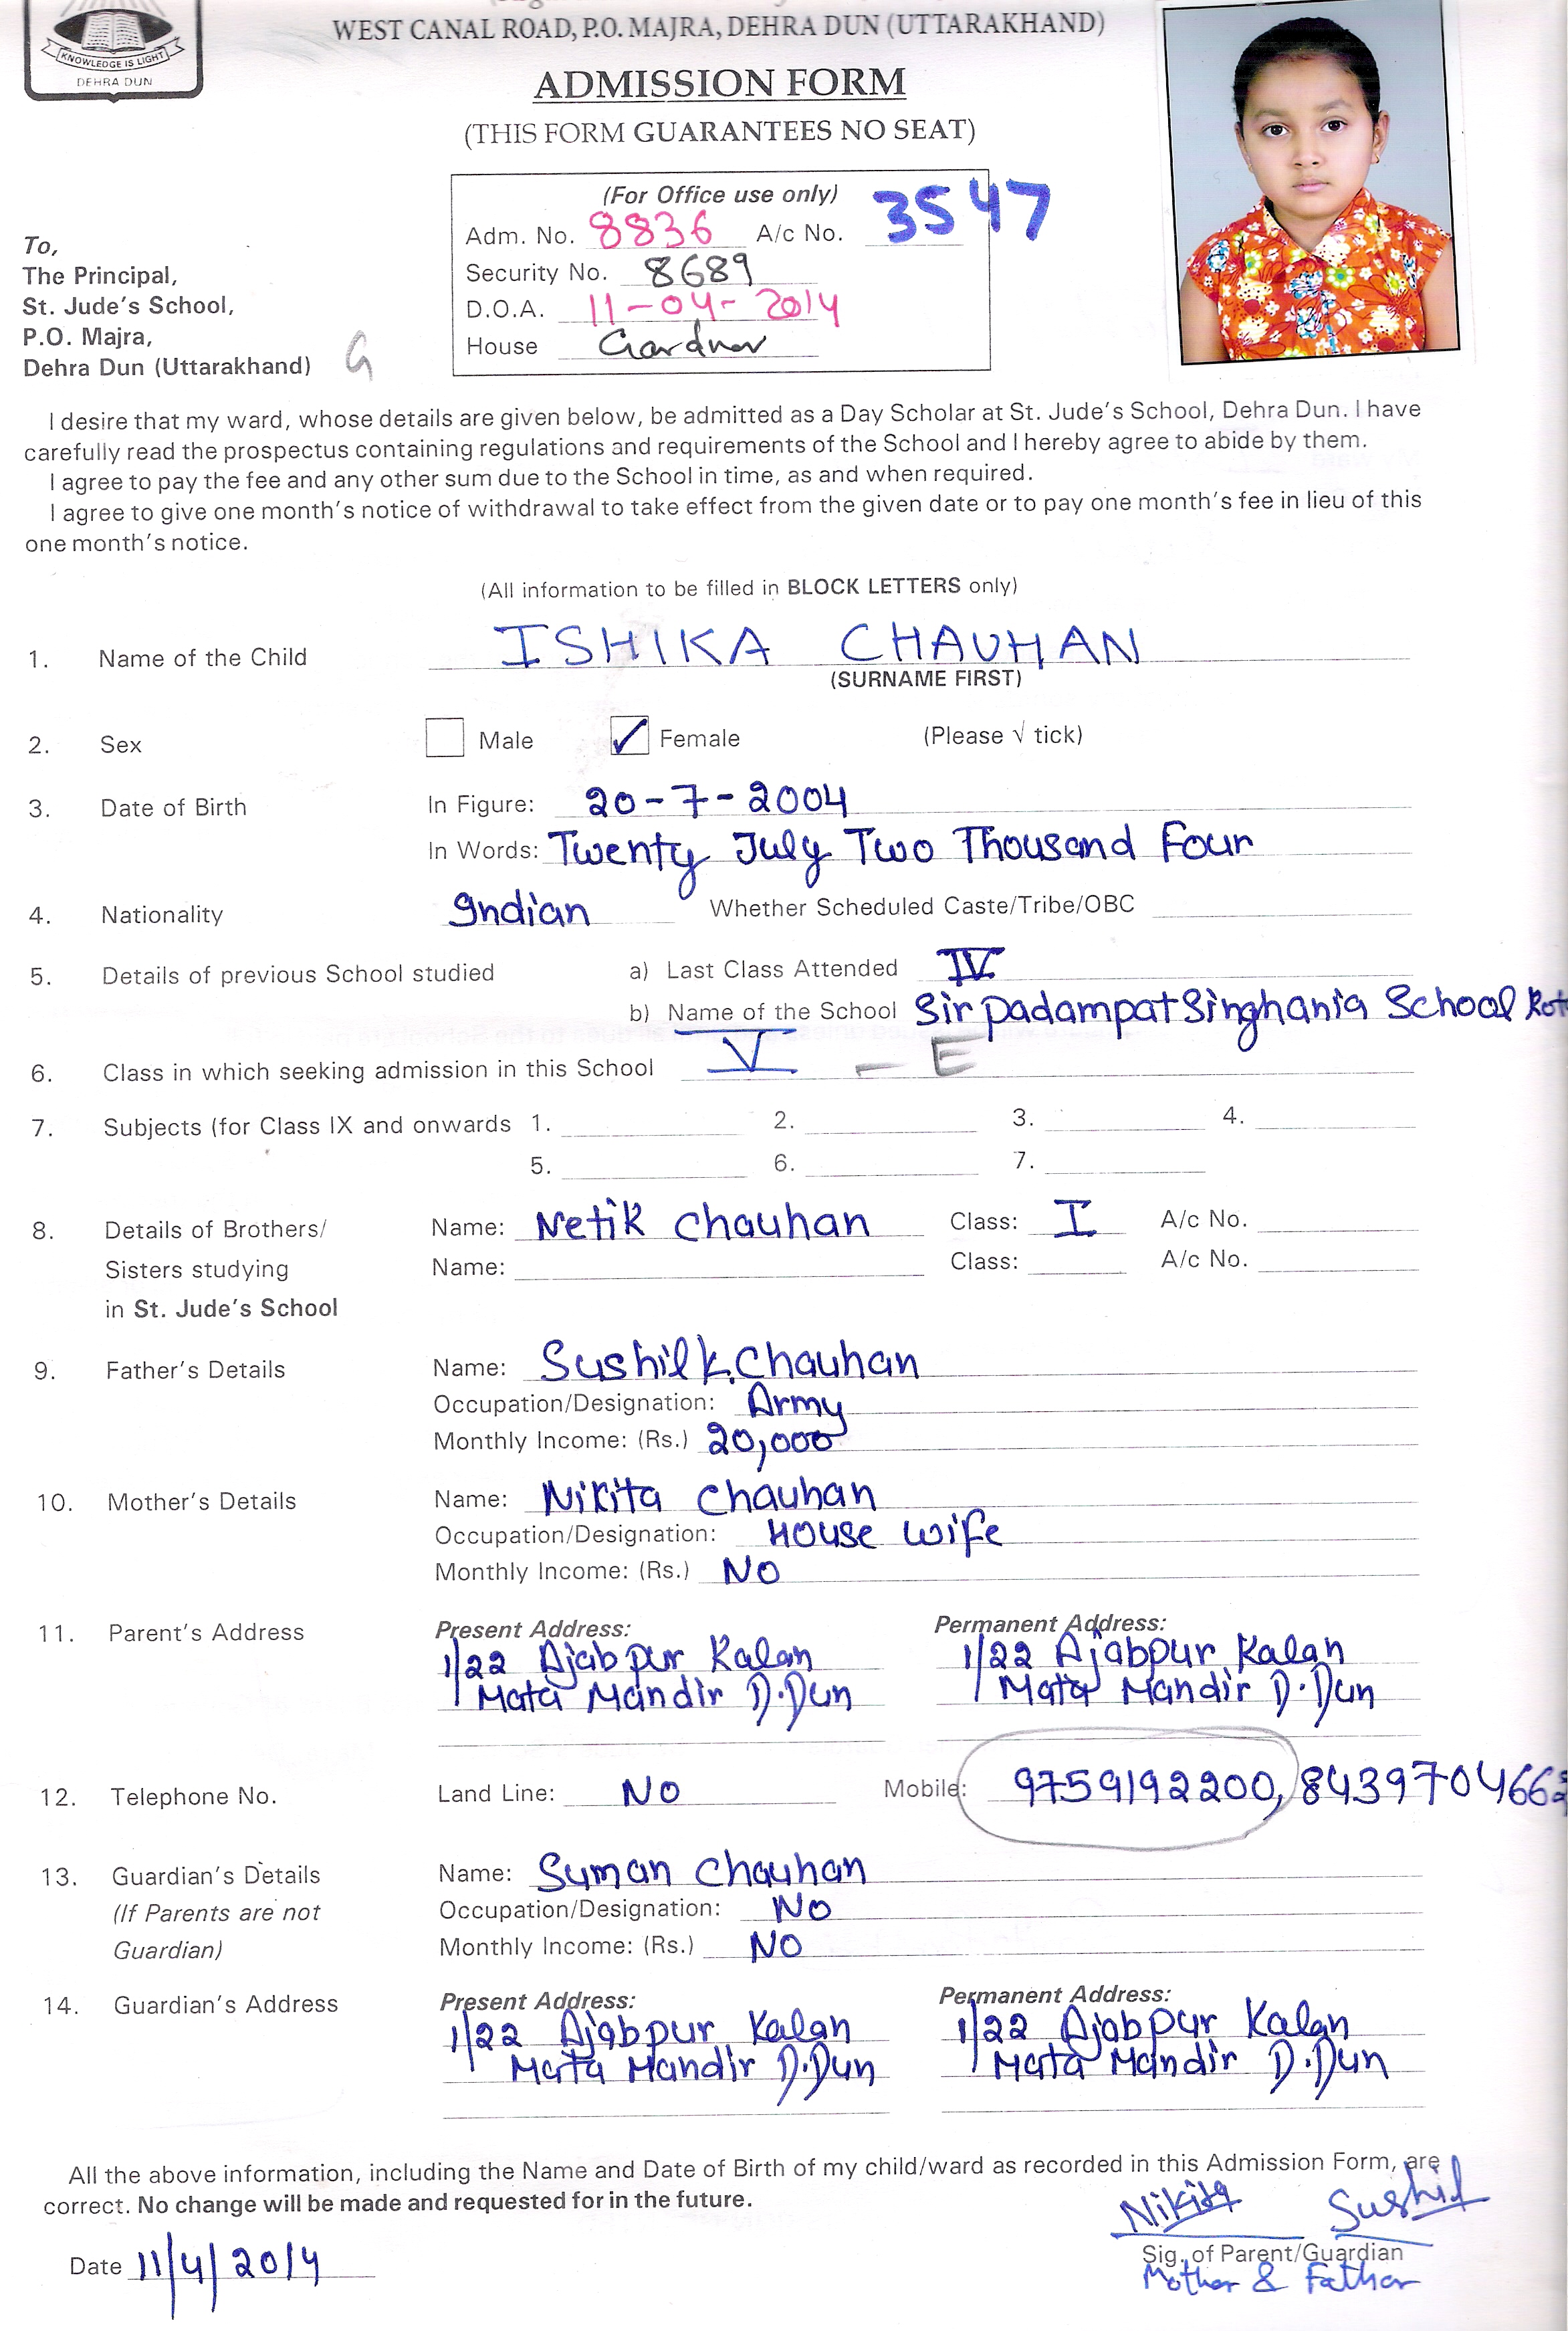 WEST CANAL ROAD, P.O. MAJRA, DEHRA DUN (UTTARAKHAND)
KNOWLEDGE IS LIGHT
DEHRA DUN
ADMISSION FORM
(THIS FORM GUARANTEES NO SEAT)
(For Office use only)
Adm. No. 8836 A/c No. 3547
Security No. 8689
D.O.A. 11-04-2014
House Gardner
To,
The Principal,
St. Jude's School,
P.O. Majra,
Dehra Dun (Uttarakhand) G
I desire that my ward, whose details are given below, be admitted as a Day Scholar at St. Jude's School, Dehra Dun. I have
carefully read the prospectus containing regulations and requirements of the School and I hereby agree to abide by them.
I agree to pay the fee and any other sum due to the School in time, as and when required.
I agree to give one month's notice of withdrawal to take effect from the given date or to pay one month's fee in lieu of this
one month's notice.
(All information to be filled in BLOCK LETTERS only)
1. Name of the Child ISHIKA CHAUHAN
(SURNAME FIRST)
2. Sex Male ✓ Female (Please √ tick)
3. Date of Birth In Figure: 20-7-2004
In Words: Twenty July Two Thousand Four
4. Nationality Indian Whether Scheduled Caste/Tribe/OBC
5. Details of previous School studied a) Last Class Attended IV
b) Name of the School Sir Padampat Singhania School
6. Class in which seeking admission in this School V - E
7. Subjects (for Class IX and onwards 1. 2. 3. 4.
5. 6. 7.
8. Details of Brothers/ Name: Netik Chauhan Class: I A/c No.
Sisters studying Name: Class: A/c No.
in St. Jude's School
9. Father's Details Name: Sushil K. Chauhan
Occupation/Designation: Army
Monthly Income: (Rs.) 20,000
10. Mother's Details Name: Nikita Chauhan
Occupation/Designation: House Wife
Monthly Income: (Rs.) NO
11. Parent's Address Present Address: Permanent Address:
1/22 Ajabpur Kalan 1/22 Ajabpur Kalan
Mata Mandir D.Dun Mata Mandir D.Dun
12. Telephone No. Land Line: NO Mobile: 9759192200,
13. Guardian's Details Name: Suman Chauhan
(If Parents are not Occupation/Designation: NO
Guardian) Monthly Income: (Rs.) NO
14. Guardian's Address Present Address: Permanent Address:
1/22 Ajabpur Kalan 1/22 Ajabpur Kalan
Mata Mandir D.Dun Mata Mandir D.Dun
All the above information, including the Name and Date of Birth of my child/ward as recorded in this Admission Form, are
correct. No change will be made and requested for in the future.
Nikita Sushil
Date 11/4/2014 Sig. of Parent/Guardian
Mother & Father